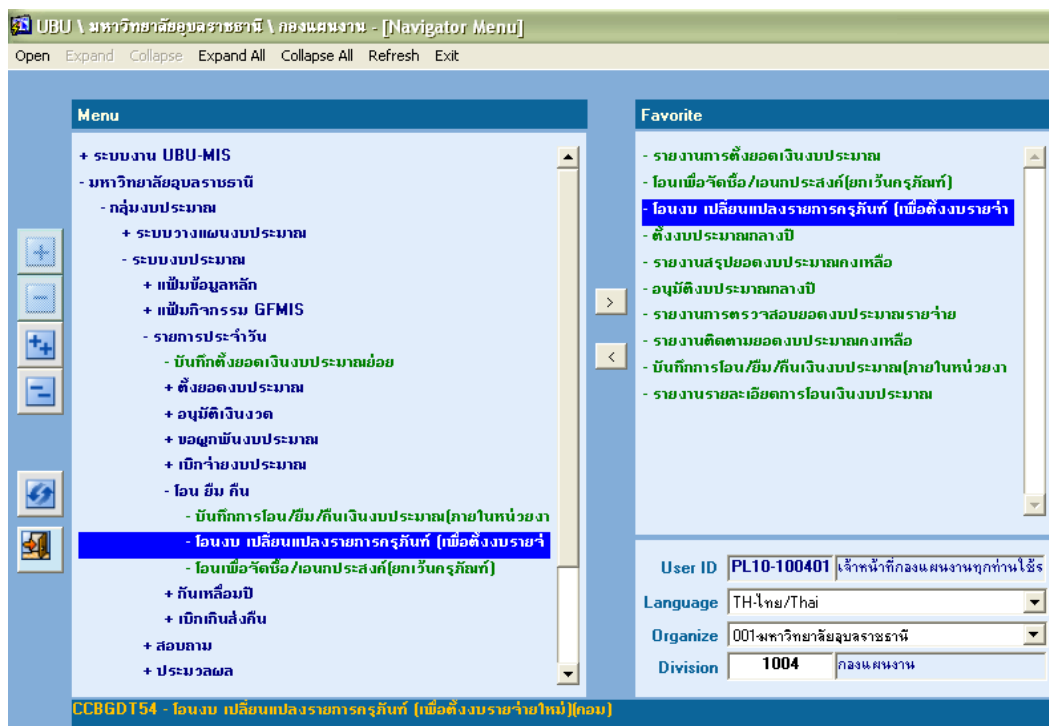 UBU \ มหาวิทยาลัยอุบลราชธานี \ กองแผนงาน - [Navigator Menu]
Open Expand Collapse Expand All Collapse All Refresh Exit
Menu
+ ระบบงาน UBU-MIS
- มหาวิทยาลัยอุบลราชธานี
- กลุ่มงบประมาณ
+ ระบบวางแผนงบประมาณ
- ระบบงบประมาณ
+ แฟ้มข้อมูลหลัก
+ แฟ้มกิจกรรม GFMIS
- รายการประจำวัน
- บันทึกตั้งยอดเงินงบประมาณย่อย
+ ตั้งยอดงบประมาณ
+ อนุมัติเงินงวด
+ ขอผูกพันงบประมาณ
+ เบิกจ่ายงบประมาณ
- โอน ยืม คืน
- บันทึกการโอน/ยืม/คืนเงินงบประมาณ(ภายในหน่วยงา
- โอนงบ เปลี่ยนแปลงรายการครุภัณฑ์ (เพื่อตั้งงบรายจ่
- โอนเพื่อจัดซื้อ/เอนกประสงค์(ยกเว้นครุภัณฑ์)
+ กันเหลื่อมปี
+ เบิกเกินส่งคืน
+ สอบถาม
+ ประมวลผล
Favorite
- รายงานการตั้งยอดเงินงบประมาณ
- โอนเพื่อจัดซื้อ/เอนกประสงค์(ยกเว้นครุภัณฑ์)
- โอนงบ เปลี่ยนแปลงรายการครุภัณฑ์ (เพื่อตั้งงบรายจ่า
- ตั้งงบประมาณกลางปี
- รายงานสรุปยอดงบประมาณคงเหลือ
- อนุมัติงบประมาณกลางปี
- รายงานการตรวจสอบยอดงบประมาณรายจ่าย
- รายงานติดตามยอดงบประมาณคงเหลือ
- บันทึกการโอน/ยืม/คืนเงินงบประมาณ(ภายในหน่วยงา
- รายงานรายละเอียดการโอนเงินงบประมาณ
User ID PL10-100401 เจ้าหน้าที่กองแผนงานทุกท่านใช้ร
Language TH-ไทย/Thai
Organize 001-มหาวิทยาลัยอุบลราชธานี
Division 1004 กองแผนงาน
CCBGDT54 - โอนงบ เปลี่ยนแปลงรายการครุภัณฑ์ (เพื่อตั้งงบรายจ่ายใหม่)(กอม)